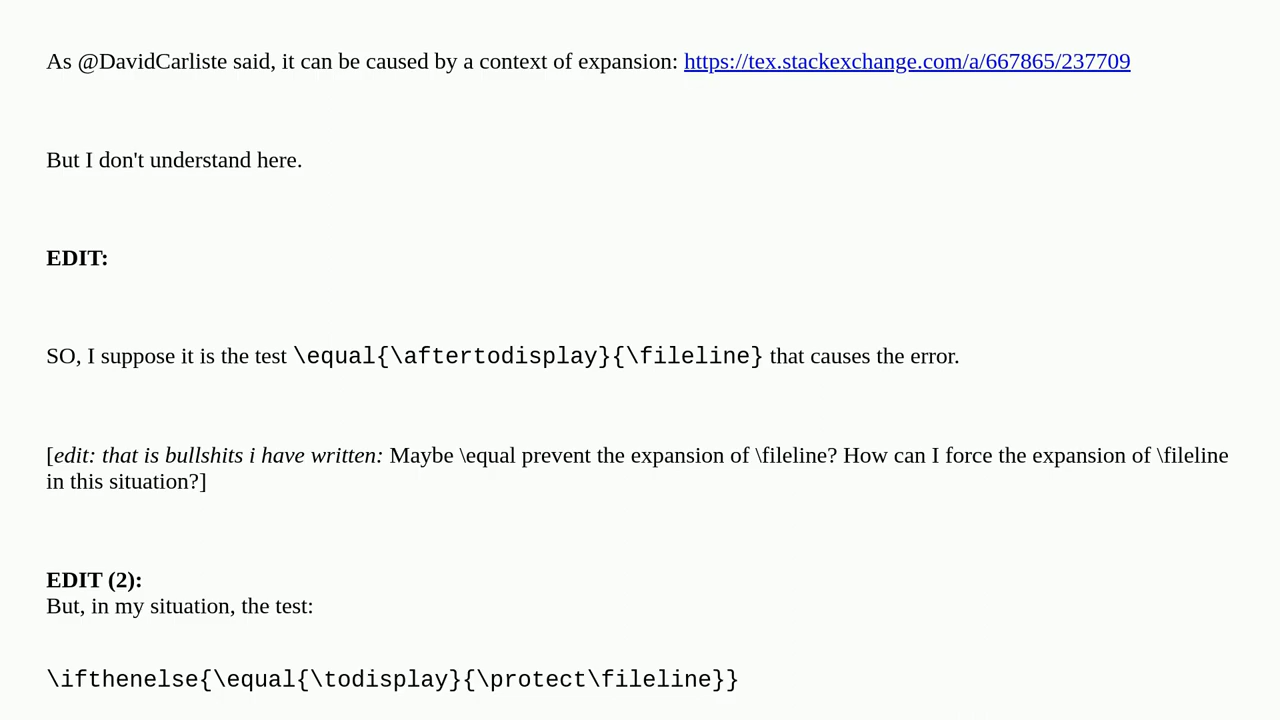 As @DavidCarliste said, it can be caused by a context of expansion: https://tex.stackexchange.com/a/667865/237709
But I don't understand here.
EDIT:
SO, I suppose it is the test \equal{\aftertodisplay}{\fileline} that causes the error.
[edit: that is bullshits i have written: Maybe \equal prevent the expansion of \fileline? How can I force the expansion of \fileline
in this situation?]
EDIT (2):
But, in my situation, the test:
\ifthenelse{\equal{\todisplay}{\protect\fileline}}